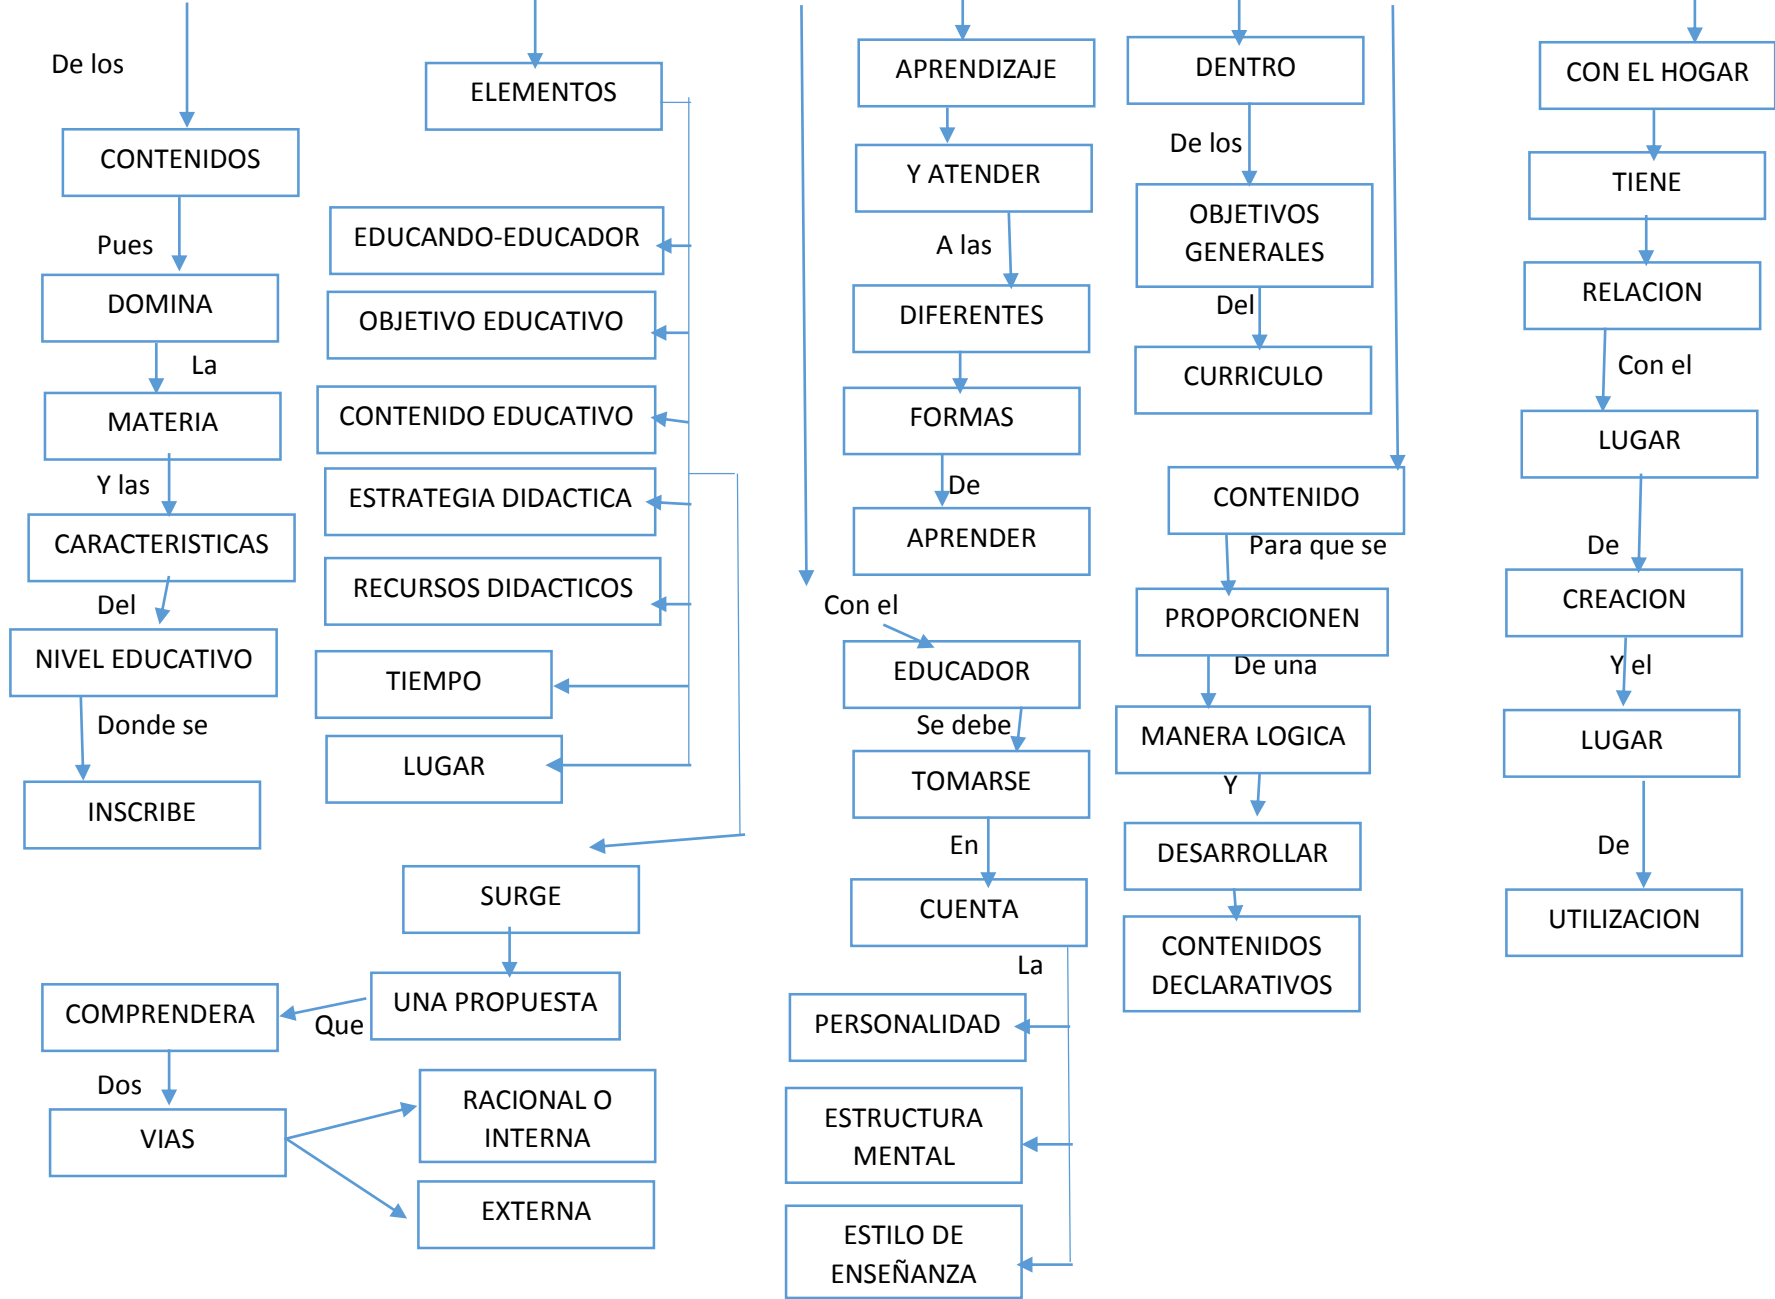 De los
CONTENIDOS
Pues
DOMINA
La
MATERIA
Y las
CARACTERISTICAS
Del
NIVEL EDUCATIVO
Donde se
INSCRIBE
ELEMENTOS
EDUCANDO-EDUCADOR
OBJETIVO EDUCATIVO
CONTENIDO EDUCATIVO
ESTRATEGIA DIDACTICA
RECURSOS DIDACTICOS
TIEMPO
LUGAR
SURGE
UNA PROPUESTA
Que
COMPRENDERA
Dos
VIAS
RACIONAL O
INTERNA
EXTERNA
APRENDIZAJE
Y ATENDER
A las
DIFERENTES
FORMAS
De
APRENDER
Con el
EDUCADOR
Se debe
TOMARSE
En
CUENTA
La
PERSONALIDAD
ESTRUCTURA
MENTAL
ESTILO DE
ENSEÑANZA
DENTRO
De los
OBJETIVOS
GENERALES
Del
CURRICULO
CONTENIDO
Para que se
PROPORCIONEN
De una
MANERA LOGICA
Y
DESARROLLAR
CONTENIDOS
DECLARATIVOS
CON EL HOGAR
TIENE
RELACION
Con el
LUGAR
De
CREACION
Y el
LUGAR
De
UTILIZACION